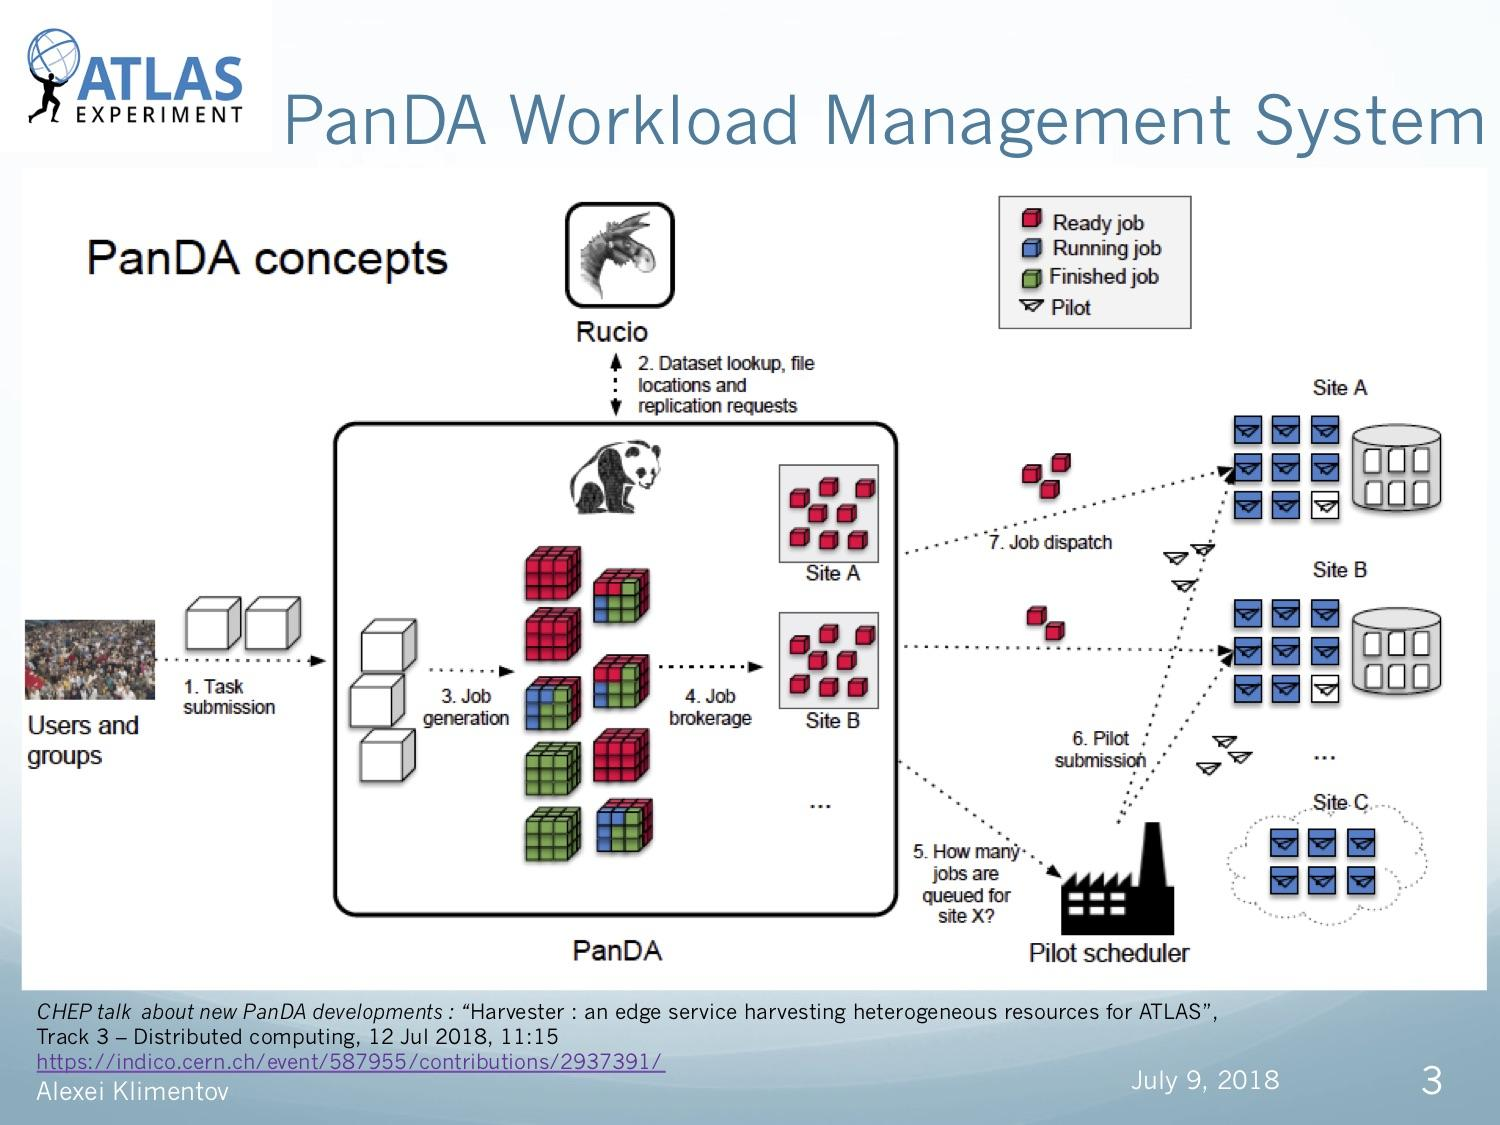 ATLAS
EXPERIMENT
PanDA Workload Management System
PanDA concepts
Rucio
2. Dataset lookup, file
locations and
replication requests
Ready job
Running job
Finished job
Pilot
Site A
Site A
7. Job dispatch
Site B
Users and
groups
1. Task
submission
3. Job
generation
4. Job
brokerage
Site B
...
6. Pilot
submission
...
Site C
5. How many
jobs are
queued for
site X?
PanDA
Pilot scheduler
CHEP talk about new PanDA developments : “Harvester : an edge service harvesting heterogeneous resources for ATLAS”,
Track 3 – Distributed computing, 12 Jul 2018, 11:15
https://indico.cern.ch/event/587955/contributions/2937391/
Alexei Klimentov
July 9, 2018
3